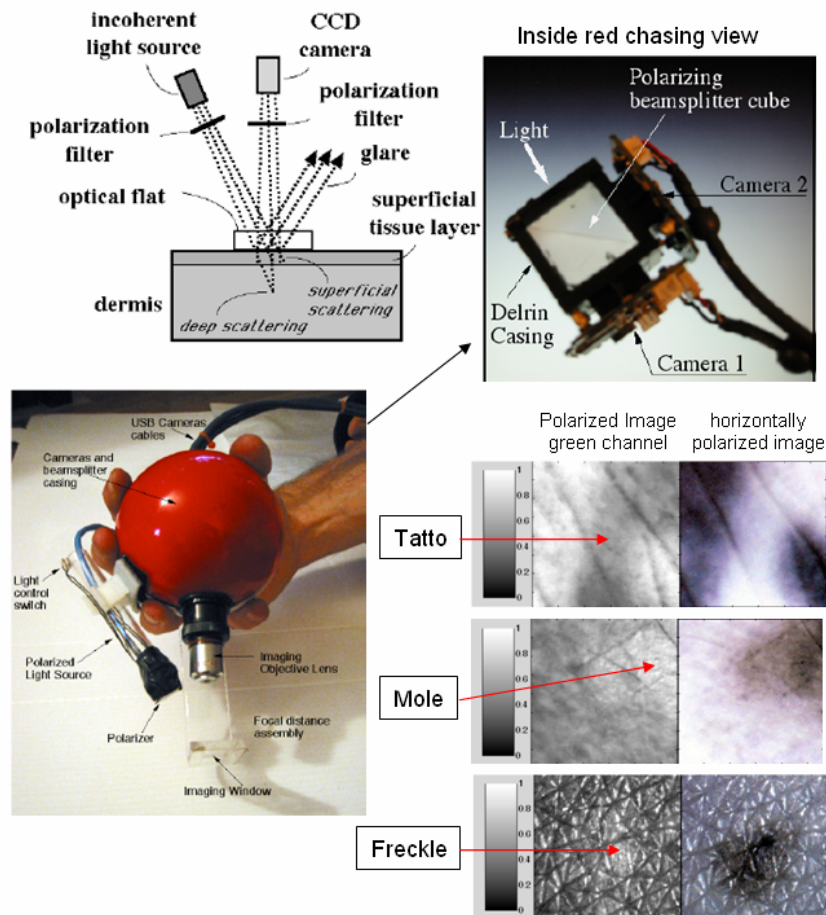 incoherent
light source
CCD
camera
polarization
filter
polarization
filter
glare
optical flat
superficial
tissue layer
dermis
superficial
scattering
deep scattering
Inside red chasing view
Polarizing
beamsplitter cube
Light
Camera 2
Delrin
Casing
Camera 1
USB Cameras
cables
Cameras and
beamsplitter
casing
Light
control
switch
Polarized
Light Source
Polarizer
Imaging
Objective Lens
Focal distance
assembly
Imaging Window
Polarized Image
green channel
horizontally
polarized image
Tatto
1
0.8
0.6
0.4
0.2
0
Mole
1
0.8
0.6
0.4
0.2
0
Freckle
1
0.8
0.6
0.4
0.2
0